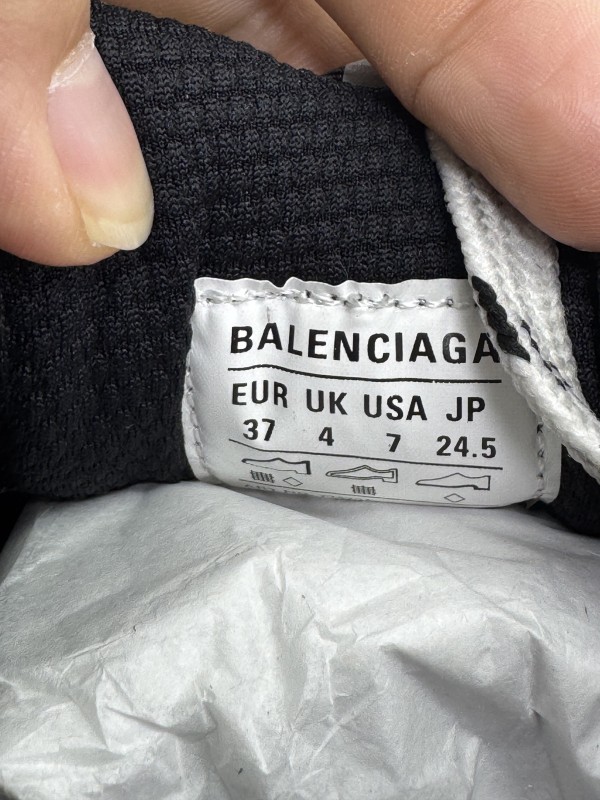 BALENCIAGA
EUR UK USA JP
37 4 7 24.5